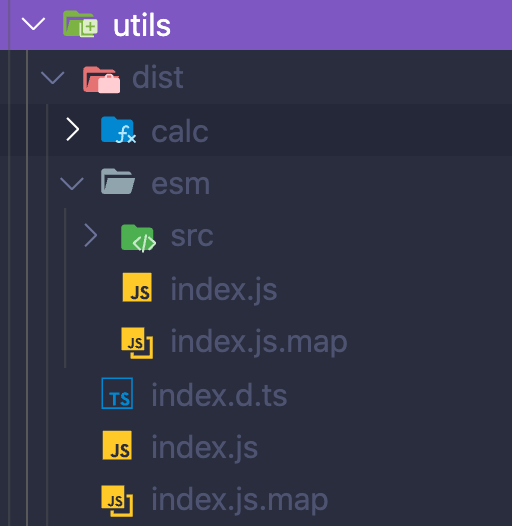 utils
dist
calc
esm
src
JS index.js
JS index.js.map
TS index.d.ts
JS index.js
JS index.js.map